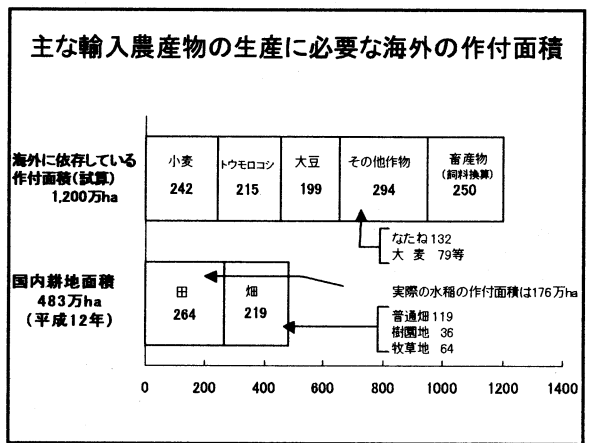 主な輸入農産物の生産に必要な海外の作付面積
海外に依存している
作付面積(試算)
1,200万ha
小麦
242
トウモロコシ
215
大豆
199
その他作物
294
畜産物
(飼料換算)
250
なたね 132
大 麦 79等
国内耕地面積
483万ha
(平成12年)
田
264
畑
219
実際の水稲の作付面積は176万ha
普通畑 119
樹園地 36
牧草地 64
0 200 400 600 800 1000 1200 1400